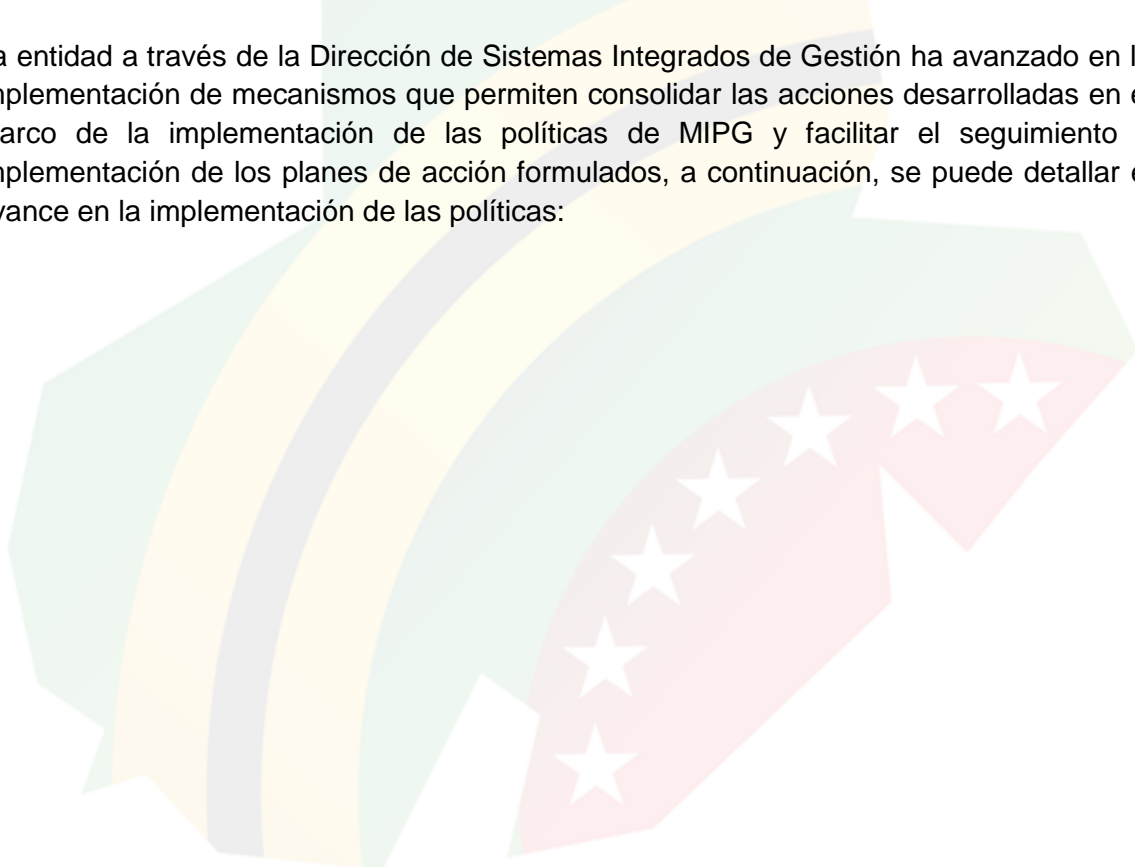 a entidad a través de la Dirección de Sistemas Integrados de Gestión ha avanzado en l
mplementación de mecanismos que permiten consolidar las acciones desarrolladas en e
arco de la implementación de las políticas de MIPG y facilitar el seguimiento
mplementación de los planes de acción formulados, a continuación, se puede detallar e
vance en la implementación de las políticas: